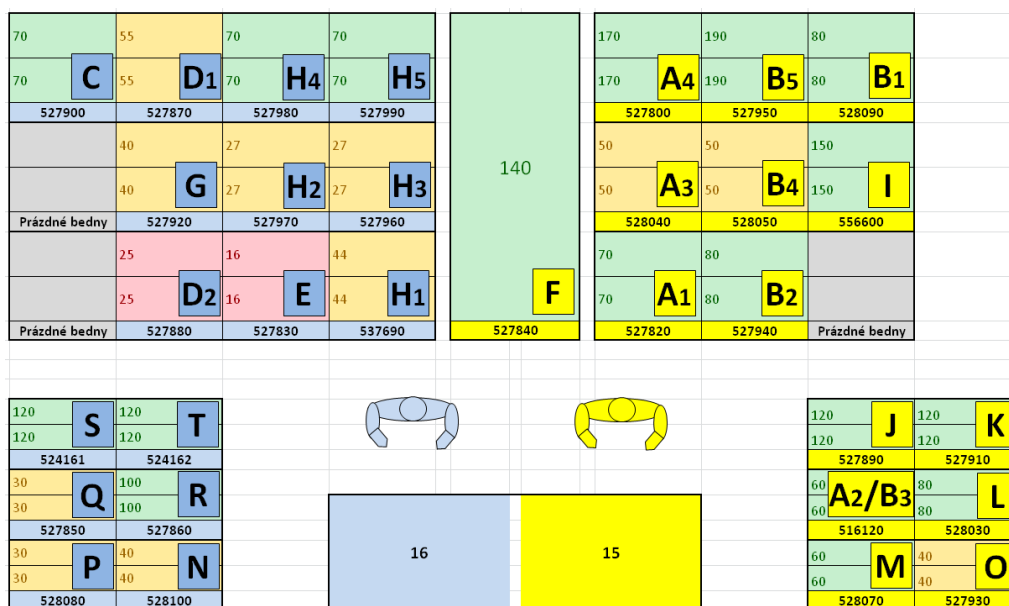 70 55 70 70
70 C 55 D1 70 H4 70 H5
527900 527870 527980 527990
40 27 27
40 G 27 H2 27 H3
Prázdné bedny 527920 527970 527960
25 16 44
25 D2 16 E 44 H1
Prázdné bedny 527880 527830 537690
140
F
527840
170 190 80
170 A4 190 B5 80 B1
527800 527950 528090
50 50 150
50 A3 50 B4 150 I
528040 528050 556600
70 80
70 A1 80 B2
527820 527940 Prázdné bedny
120 S 120 T
120 120
524161 524162
30 Q 100 R
30 100
527850 527860
30 P 40 N
30 40
528080 528100
16 15
120 J 120 K
120 120
527890 527910
60 A2/B3 80 L
60 80
516120 528030
60 M 40 O
60 40
528070 527930